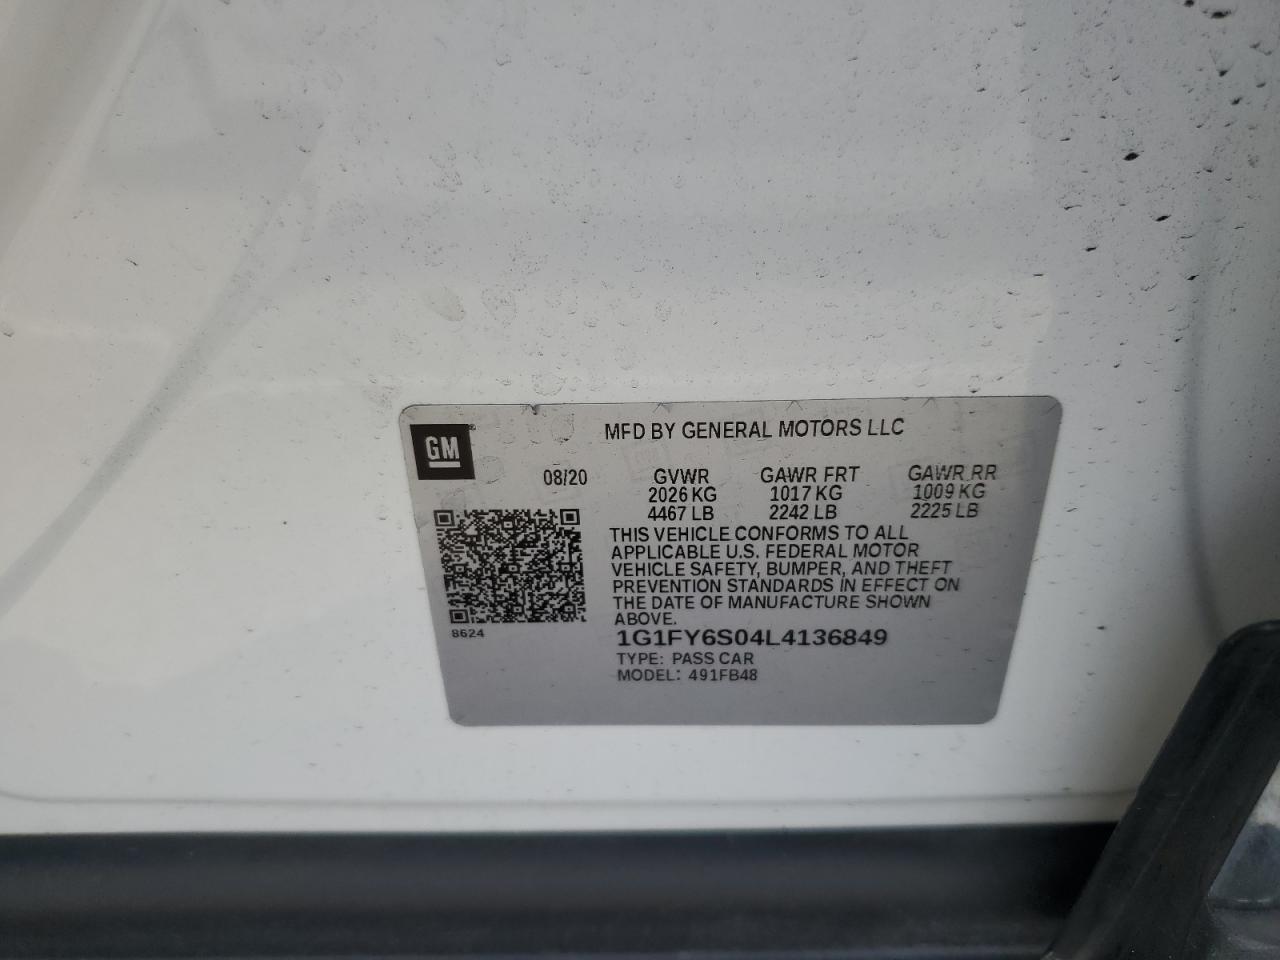 GM
MFD BY GENERAL MOTORS LLC
08/20 GVWR GAWR FRT GAWR RR
2026 KG 1017 KG 1009 KG
4467 LB 2242 LB 2225 LB
THIS VEHICLE CONFORMS TO ALL
APPLICABLE U.S. FEDERAL MOTOR
VEHICLE SAFETY, BUMPER, AND THEFT
PREVENTION STANDARDS IN EFFECT ON
THE DATE OF MANUFACTURE SHOWN
ABOVE.
8624
1G1FY6S04L4136849
TYPE: PASS CAR
MODEL: 491FB48